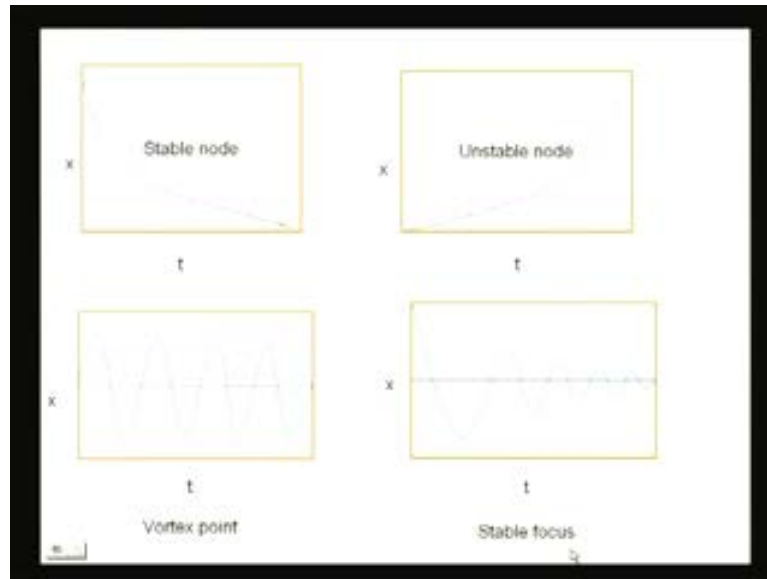 Stable node
x
t
Unstable node
x
t
x
t
Vortex point
x
t
Stable focus